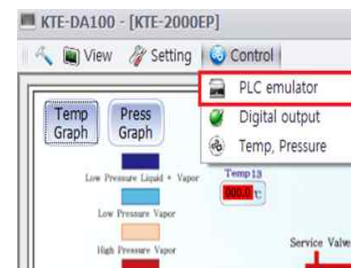 KTE-DA100 - [KTE-2000EP]
View Setting Control
PLC emulator
Digital output
Temp, Pressure
Temp Graph
Press Graph
Low Pressure Liquid + Vapor
Temp13
000.0 ℃
Low Pressure Vapor
High Pressure Vapor
Service Valve